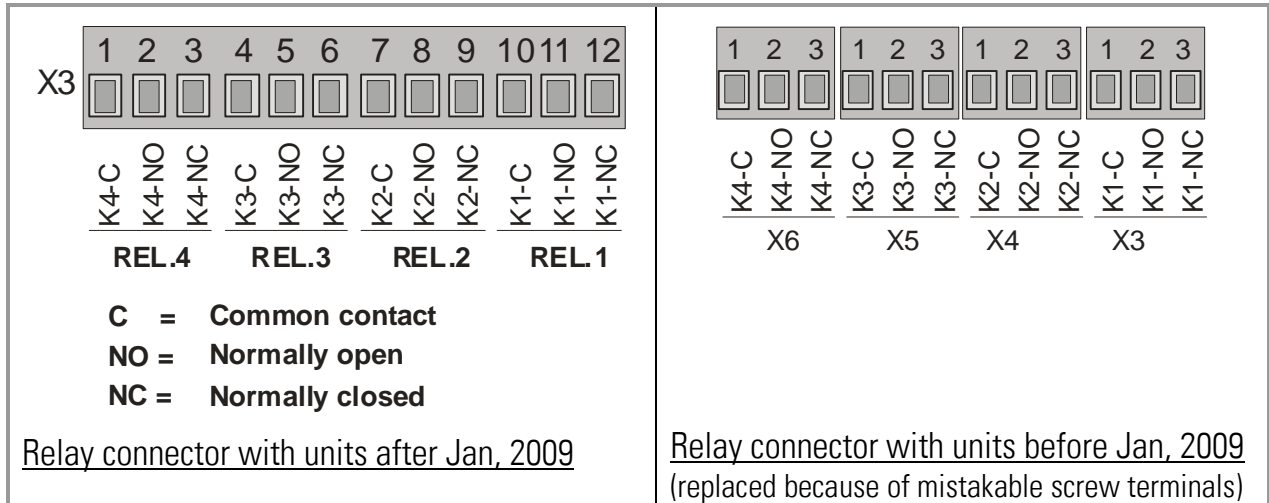 X3 1 2 3 4 5 6 7 8 9 10 11 12
K4-C K4-NO K4-NC K3-C K3-NO K3-NC K2-C K2-NO K2-NC K1-C K1-NO K1-NC
REL.4 REL.3 REL.2 REL.1
C = Common contact
NO = Normally open
NC = Normally closed
Relay connector with units after Jan, 2009
1 2 3 1 2 3 1 2 3 1 2 3
K4-C K4-NO K4-NC K3-C K3-NO K3-NC K2-C K2-NO K2-NC K1-C K1-NO K1-NC
X6 X5 X4 X3
Relay connector with units before Jan, 2009
(replaced because of mistakable screw terminals)